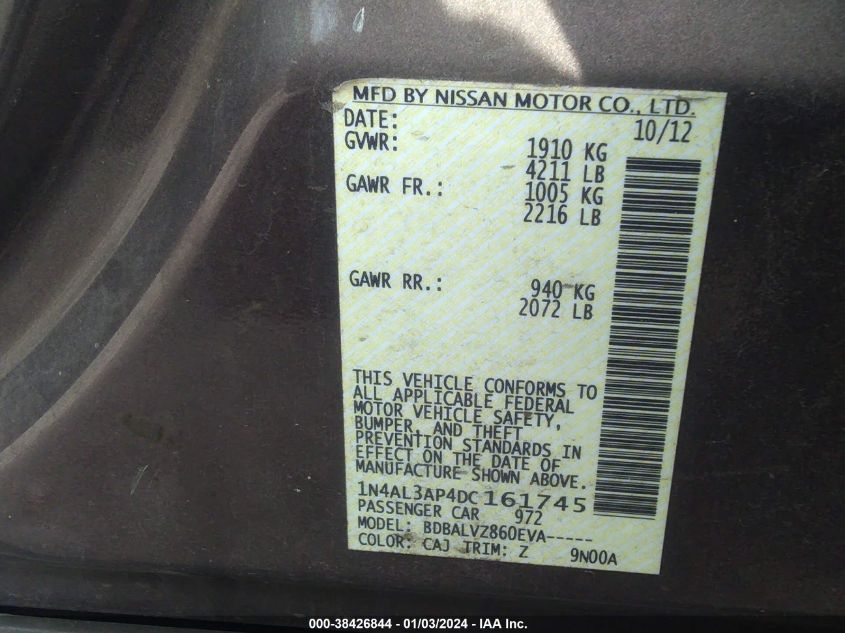 MFD BY NISSAN MOTOR CO., LTD.
DATE: 10/12
GVWR: 1910 KG
4211 LB
GAWR FR.: 1005 KG
2216 LB
GAWR RR.: 940 KG
2072 LB
THIS VEHICLE CONFORMS TO
ALL APPLICABLE FEDERAL
MOTOR VEHICLE SAFETY,
BUMPER, AND THEFT
PREVENTION STANDARDS IN
EFFECT ON THE DATE OF
MANUFACTURE SHOWN ABOVE.
1N4AL3AP4DC161745
PASSENGER CAR 972
MODEL: BDBALVZ860EVA-----
COLOR: CAJ TRIM: Z 9N00A
000-38426844 — 01/03/2024 — IAA Inc.